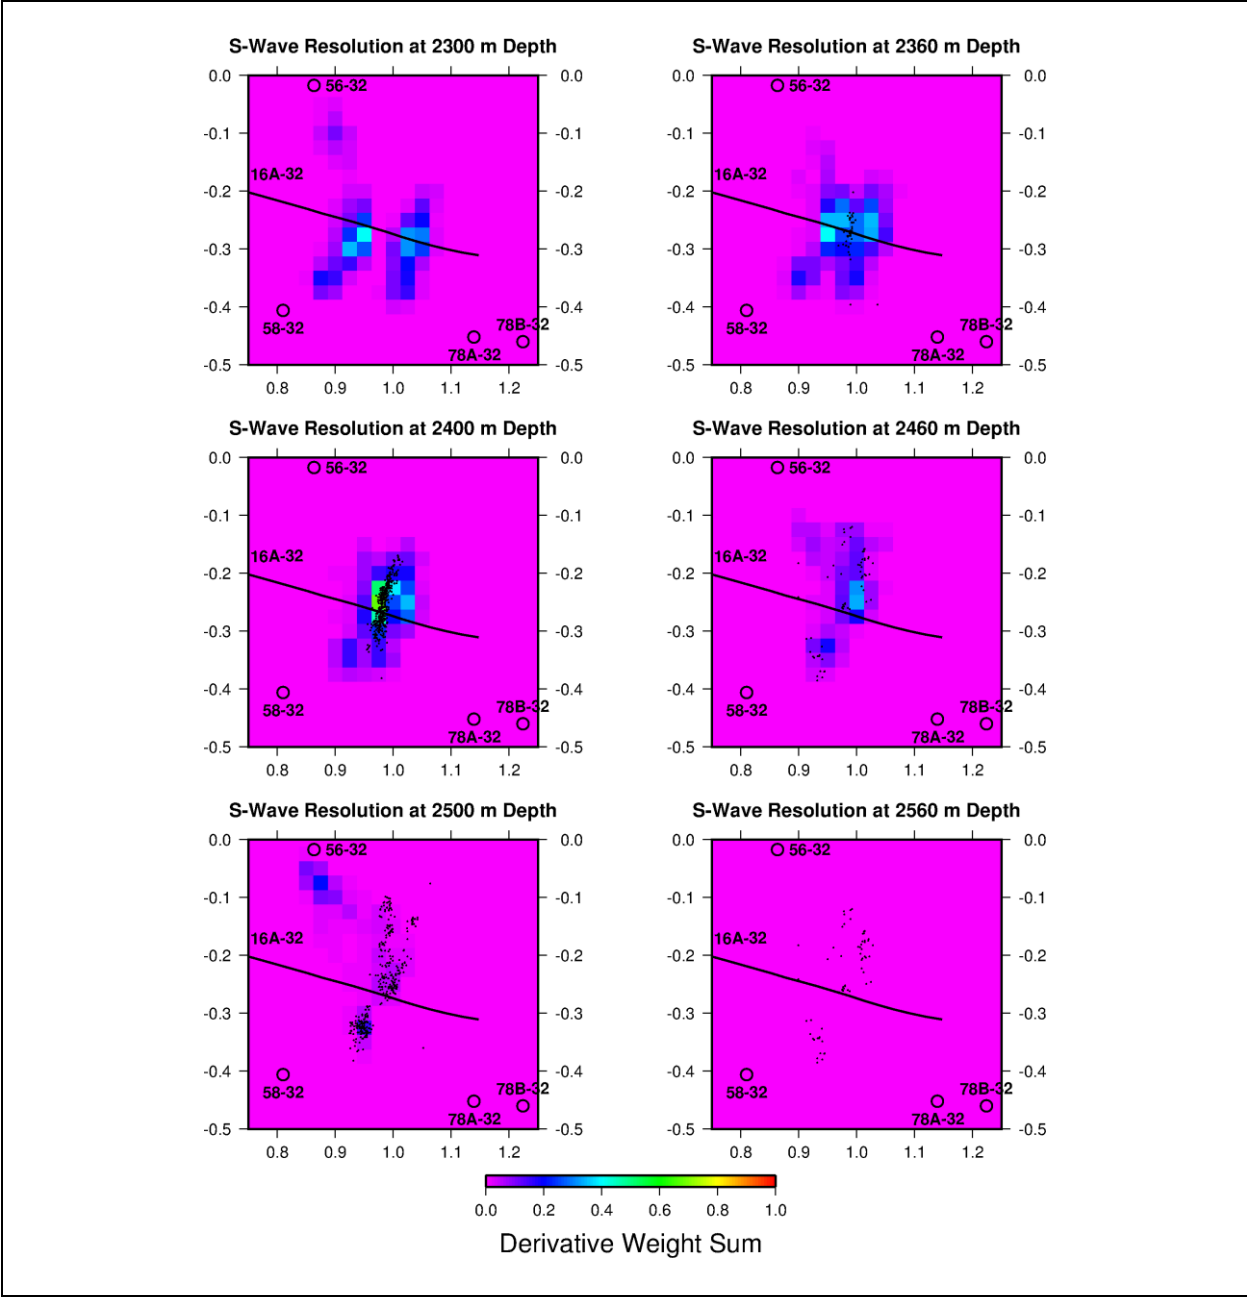 S-Wave Resolution at 2300 m Depth
0.0 0.0
56-32
-0.1 -0.1
16A-32
-0.2 -0.2
-0.3 -0.3
-0.4 -0.4
58-32 78B-32
78A-32
-0.5 -0.5
0.8 0.9 1.0 1.1 1.2
S-Wave Resolution at 2360 m Depth
0.0 0.0
56-32
-0.1 -0.1
16A-32
-0.2 -0.2
-0.3 -0.3
-0.4 -0.4
58-32 78B-32
78A-32
-0.5 -0.5
0.8 0.9 1.0 1.1 1.2
S-Wave Resolution at 2400 m Depth
0.0 0.0
56-32
-0.1 -0.1
16A-32
-0.2 -0.2
-0.3 -0.3
-0.4 -0.4
58-32 78B-32
78A-32
-0.5 -0.5
0.8 0.9 1.0 1.1 1.2
S-Wave Resolution at 2460 m Depth
0.0 0.0
56-32
-0.1 -0.1
16A-32
-0.2 -0.2
-0.3 -0.3
-0.4 -0.4
58-32 78B-32
78A-32
-0.5 -0.5
0.8 0.9 1.0 1.1 1.2
S-Wave Resolution at 2500 m Depth
0.0 0.0
56-32
-0.1 -0.1
16A-32
-0.2 -0.2
-0.3 -0.3
-0.4 -0.4
58-32 78B-32
78A-32
-0.5 -0.5
0.8 0.9 1.0 1.1 1.2
S-Wave Resolution at 2560 m Depth
0.0 0.0
56-32
-0.1 -0.1
16A-32
-0.2 -0.2
-0.3 -0.3
-0.4 -0.4
58-32 78B-32
78A-32
-0.5 -0.5
0.8 0.9 1.0 1.1 1.2
0.0 0.2 0.4 0.6 0.8 1.0
Derivative Weight Sum